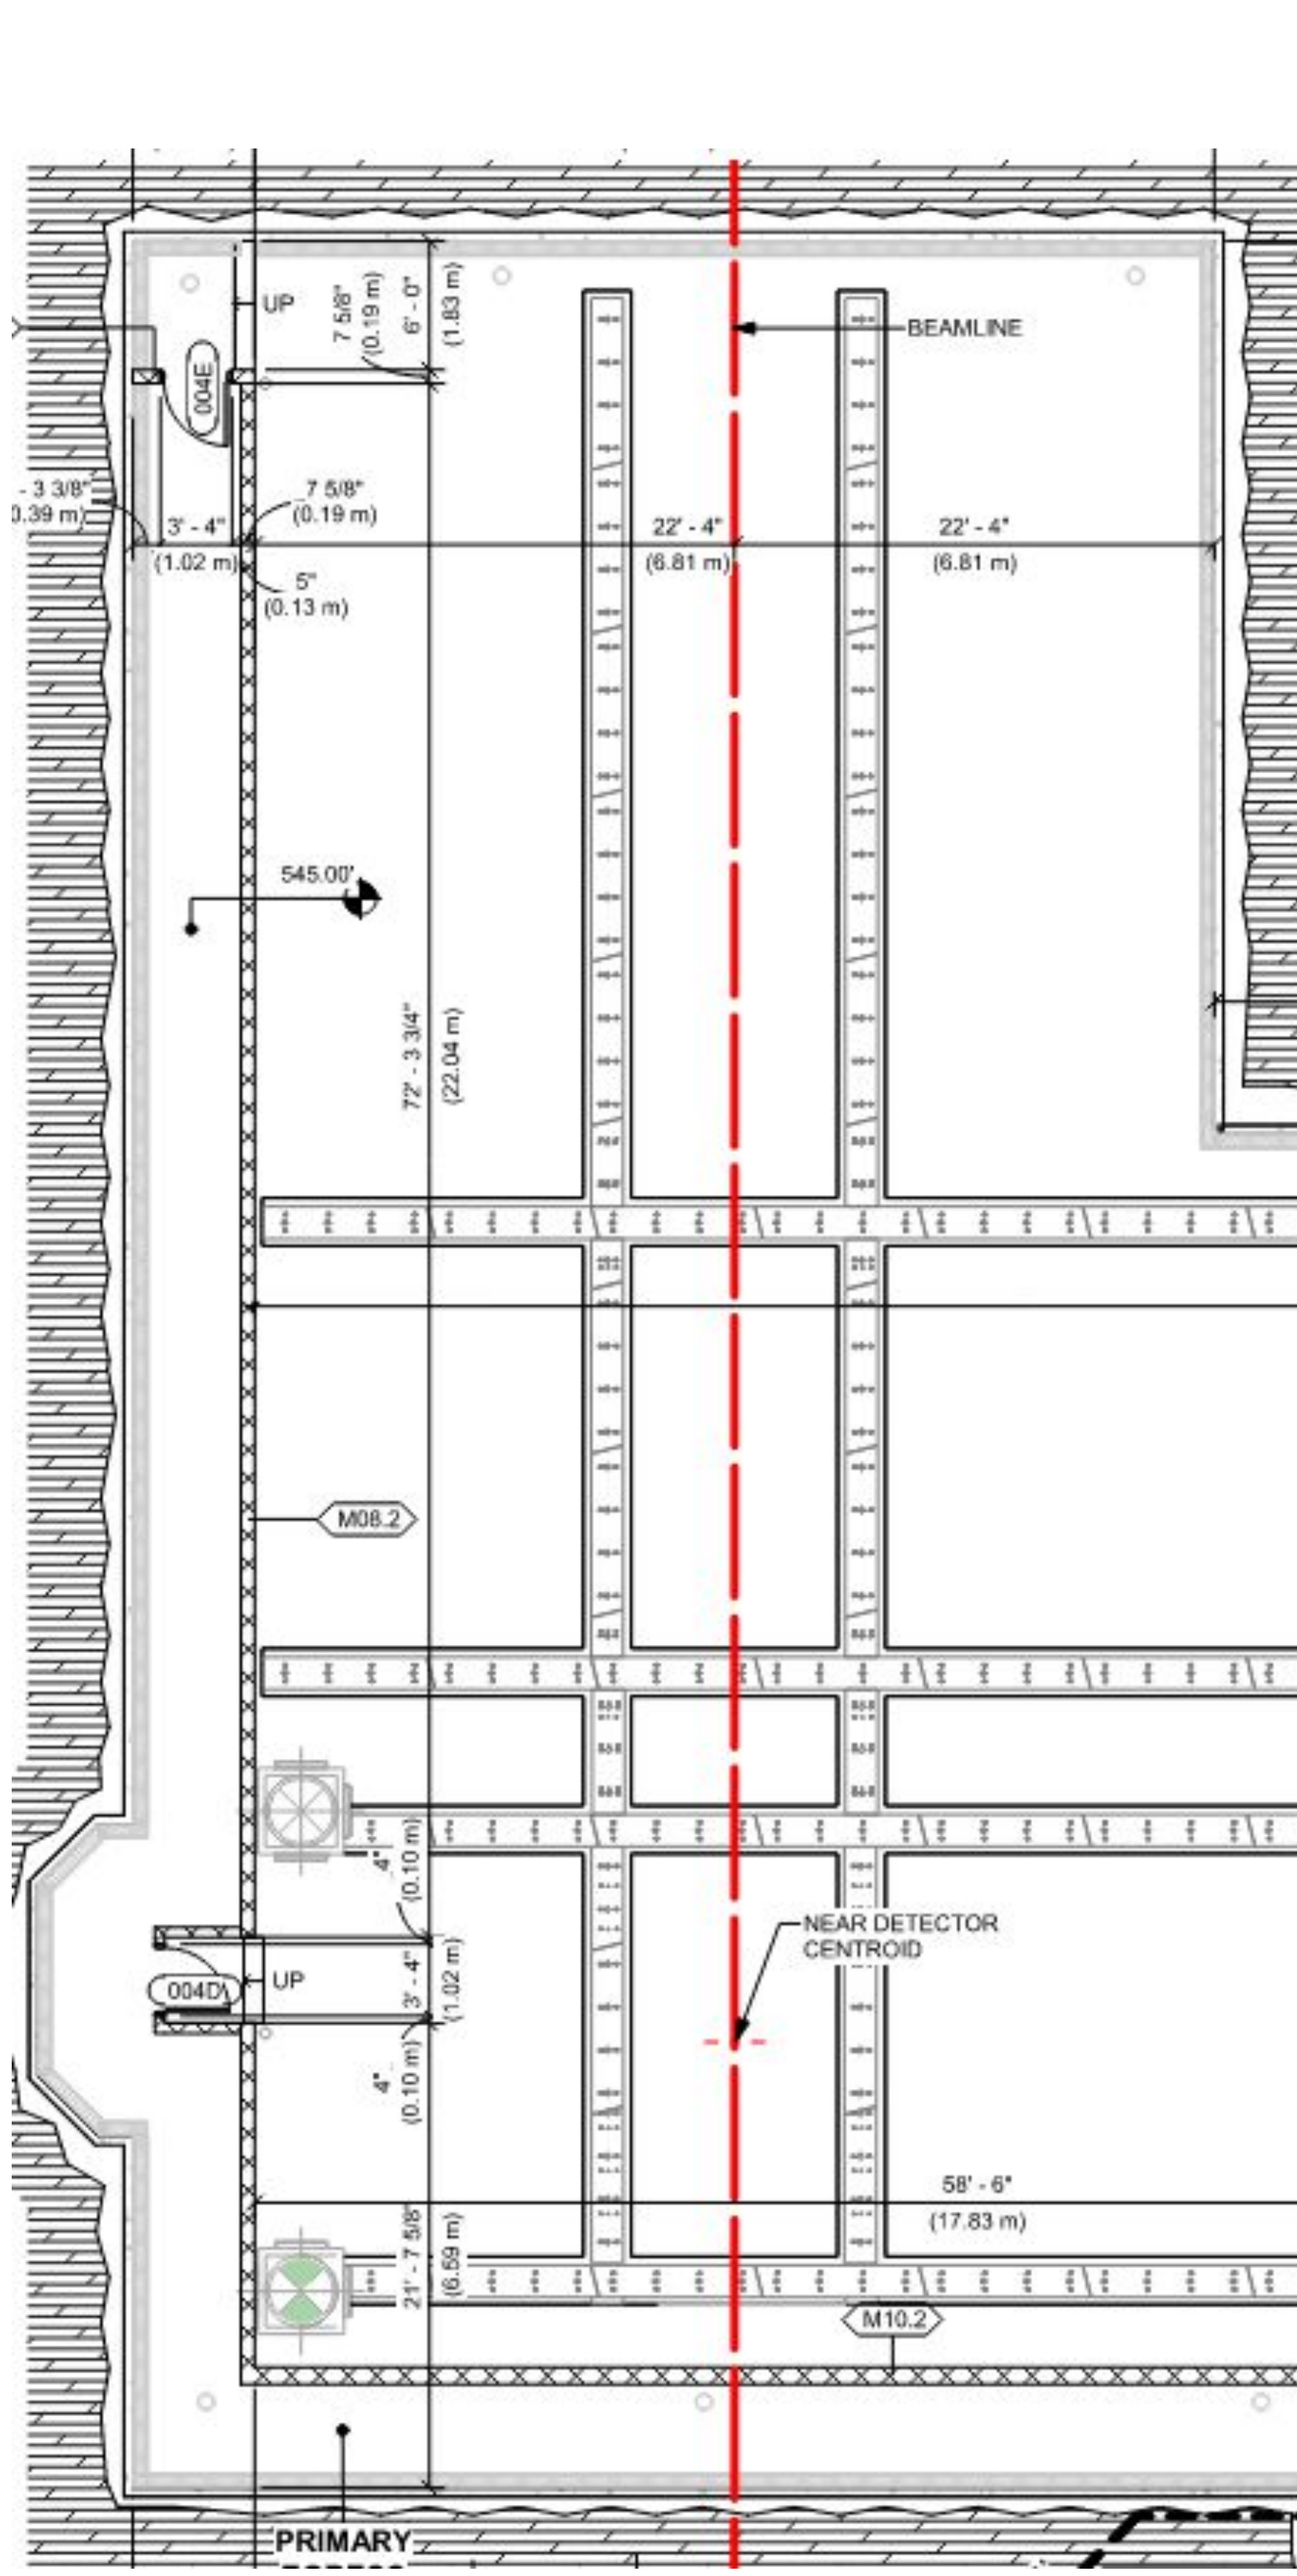 UP
7 5/8"
(0.19 m)
6' - 0"
(1.83 m)
BEAMLINE
004E
- 3 3/8"
0.39 m)
7 5/8"
(0.19 m)
3' - 4"
(1.02 m)
22' - 4"
(6.81 m)
22' - 4"
(6.81 m)
5"
(0.13 m)
545.00'
72' - 3 3/4"
(22.04 m)
M08.2
4"
(0.10 m)
NEAR DETECTOR
CENTROID
004D
UP
3' - 4"
(1.02 m)
4"
(0.10 m)
58' - 6"
(17.83 m)
21' - 7 5/8"
(6.59 m)
M10.2
PRIMARY